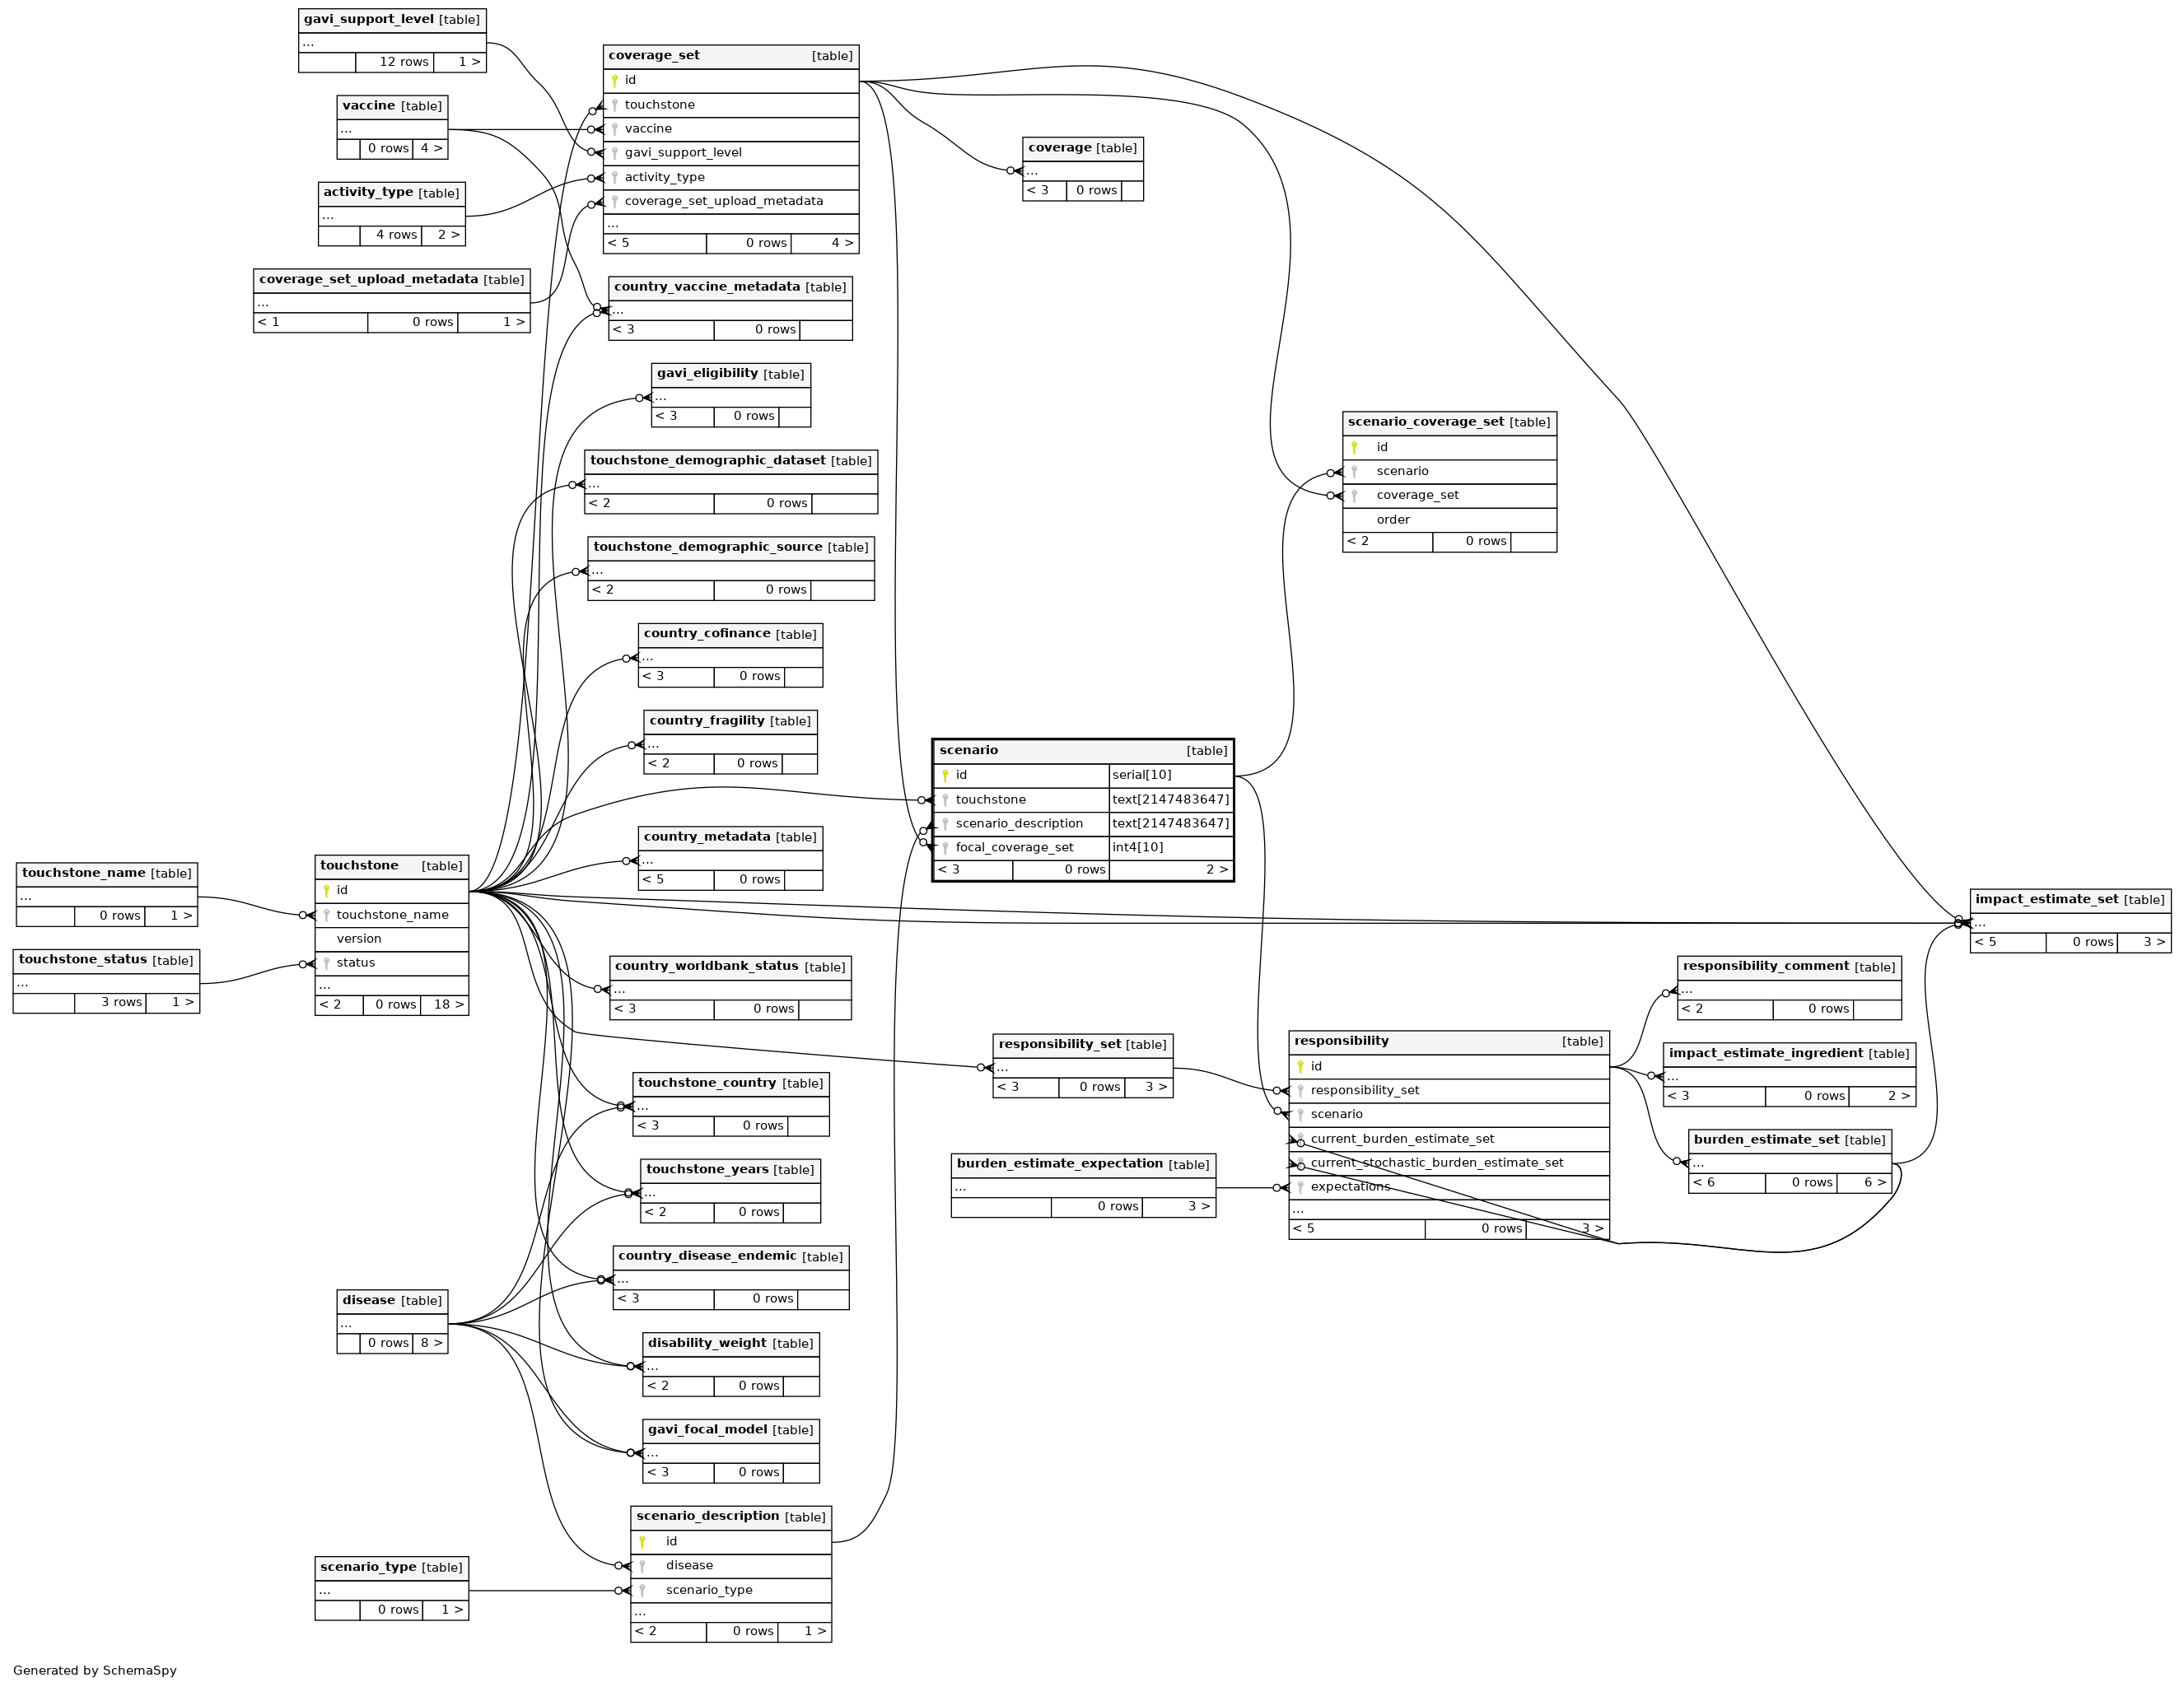 gavi_support_level [table]
...
12 rows 1 >
vaccine [table]
...
0 rows 4 >
activity_type [table]
...
4 rows 2 >
coverage_set_upload_metadata [table]
...
< 1 0 rows 1 >
coverage_set [table]
id
touchstone
vaccine
gavi_support_level
activity_type
coverage_set_upload_metadata
...
< 5 0 rows 4 >
coverage [table]
...
< 3 0 rows
country_vaccine_metadata [table]
...
< 3 0 rows
gavi_eligibility [table]
...
< 3 0 rows
touchstone_demographic_dataset [table]
...
< 2 0 rows
touchstone_demographic_source [table]
...
< 2 0 rows
country_cofinance [table]
...
< 3 0 rows
country_fragility [table]
...
< 2 0 rows
country_metadata [table]
...
< 5 0 rows
scenario_coverage_set [table]
id
scenario
coverage_set
order
< 2 0 rows
scenario [table]
id serial[10]
touchstone text[2147483647]
scenario_description text[2147483647]
focal_coverage_set int4[10]
< 3 0 rows 2 >
touchstone_name [table]
...
0 rows 1 >
touchstone_status [table]
...
3 rows 1 >
touchstone [table]
id
touchstone_name
version
status
...
< 2 0 rows 18 >
impact_estimate_set [table]
...
< 5 0 rows 3 >
country_worldbank_status [table]
...
< 3 0 rows
responsibility_set [table]
...
< 3 0 rows 3 >
burden_estimate_expectation [table]
...
0 rows 3 >
responsibility [table]
id
responsibility_set
scenario
current_burden_estimate_set
current_stochastic_burden_estimate_set
expectations
...
< 5 0 rows 3 >
responsibility_comment [table]
...
< 2 0 rows
impact_estimate_ingredient [table]
...
< 3 0 rows 2 >
burden_estimate_set [table]
...
< 6 0 rows 6 >
touchstone_country [table]
...
< 3 0 rows
touchstone_years [table]
...
< 2 0 rows
country_disease_endemic [table]
...
< 3 0 rows
disease [table]
...
0 rows 8 >
disability_weight [table]
...
< 2 0 rows
gavi_focal_model [table]
...
< 3 0 rows
scenario_description [table]
id
disease
scenario_type
...
< 2 0 rows 1 >
scenario_type [table]
...
0 rows 1 >
Generated by SchemaSpy